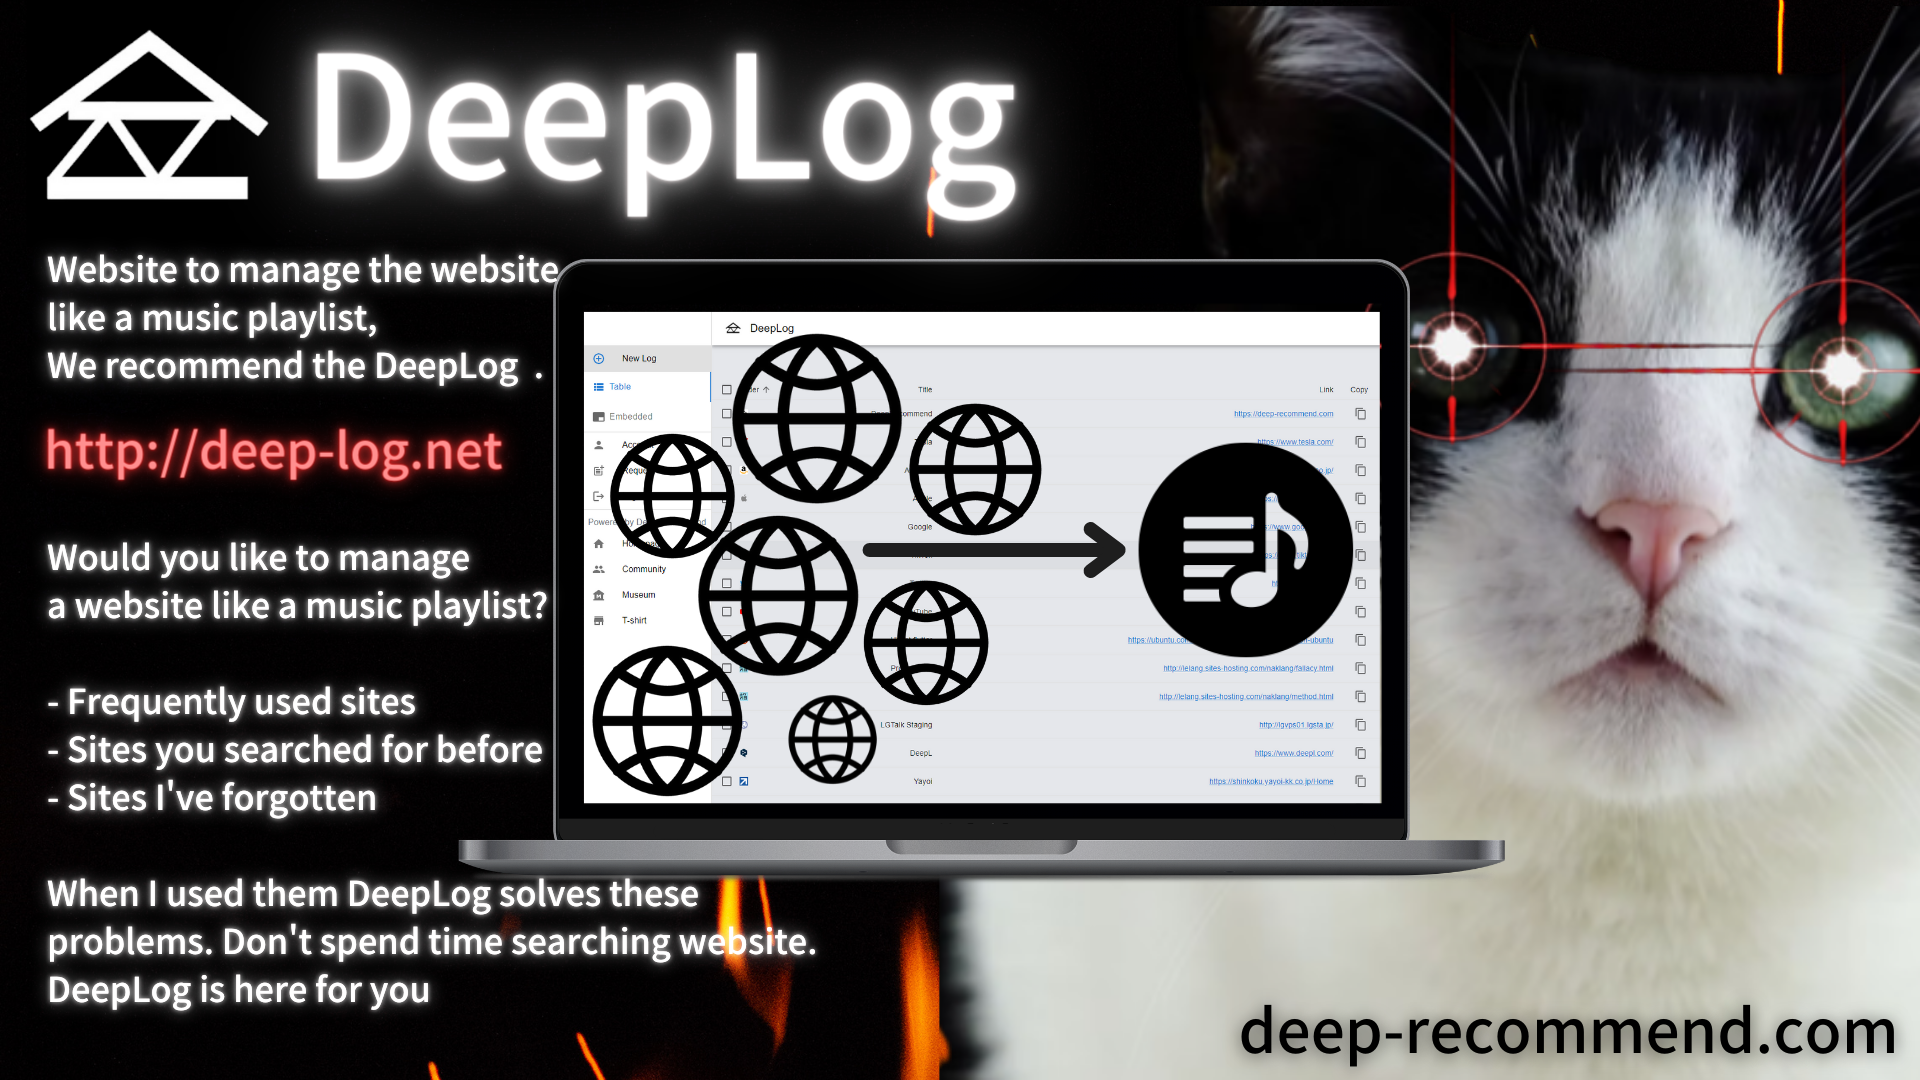 DeepLog
Website to manage the website
like a music playlist,
We recommend the DeepLog .
http://deep-log.net
Would you like to manage
a website like a music playlist?
- Frequently used sites
- Sites you searched for before
- Sites I've forgotten
When I used them DeepLog solves these
problems. Don't spend time searching website.
DeepLog is here for you
DeepLog
New Log
Table
Embedded
Community
Museum
T-shirt
Title
Link
Copy
https://deep-recommend.com
https://www.tesla.com/
Google
http://lelang.sites-hosting.com/naklang/fallacy.html
http://lelang.sites-hosting.com/naklang/method.html
LGTalk Staging
http://lgvps01.lgsta.jp/
DeepL
https://www.deepl.com/
Yayoi
https://shinkoku.yayoi-kk.co.jp/Home
deep-recommend.com